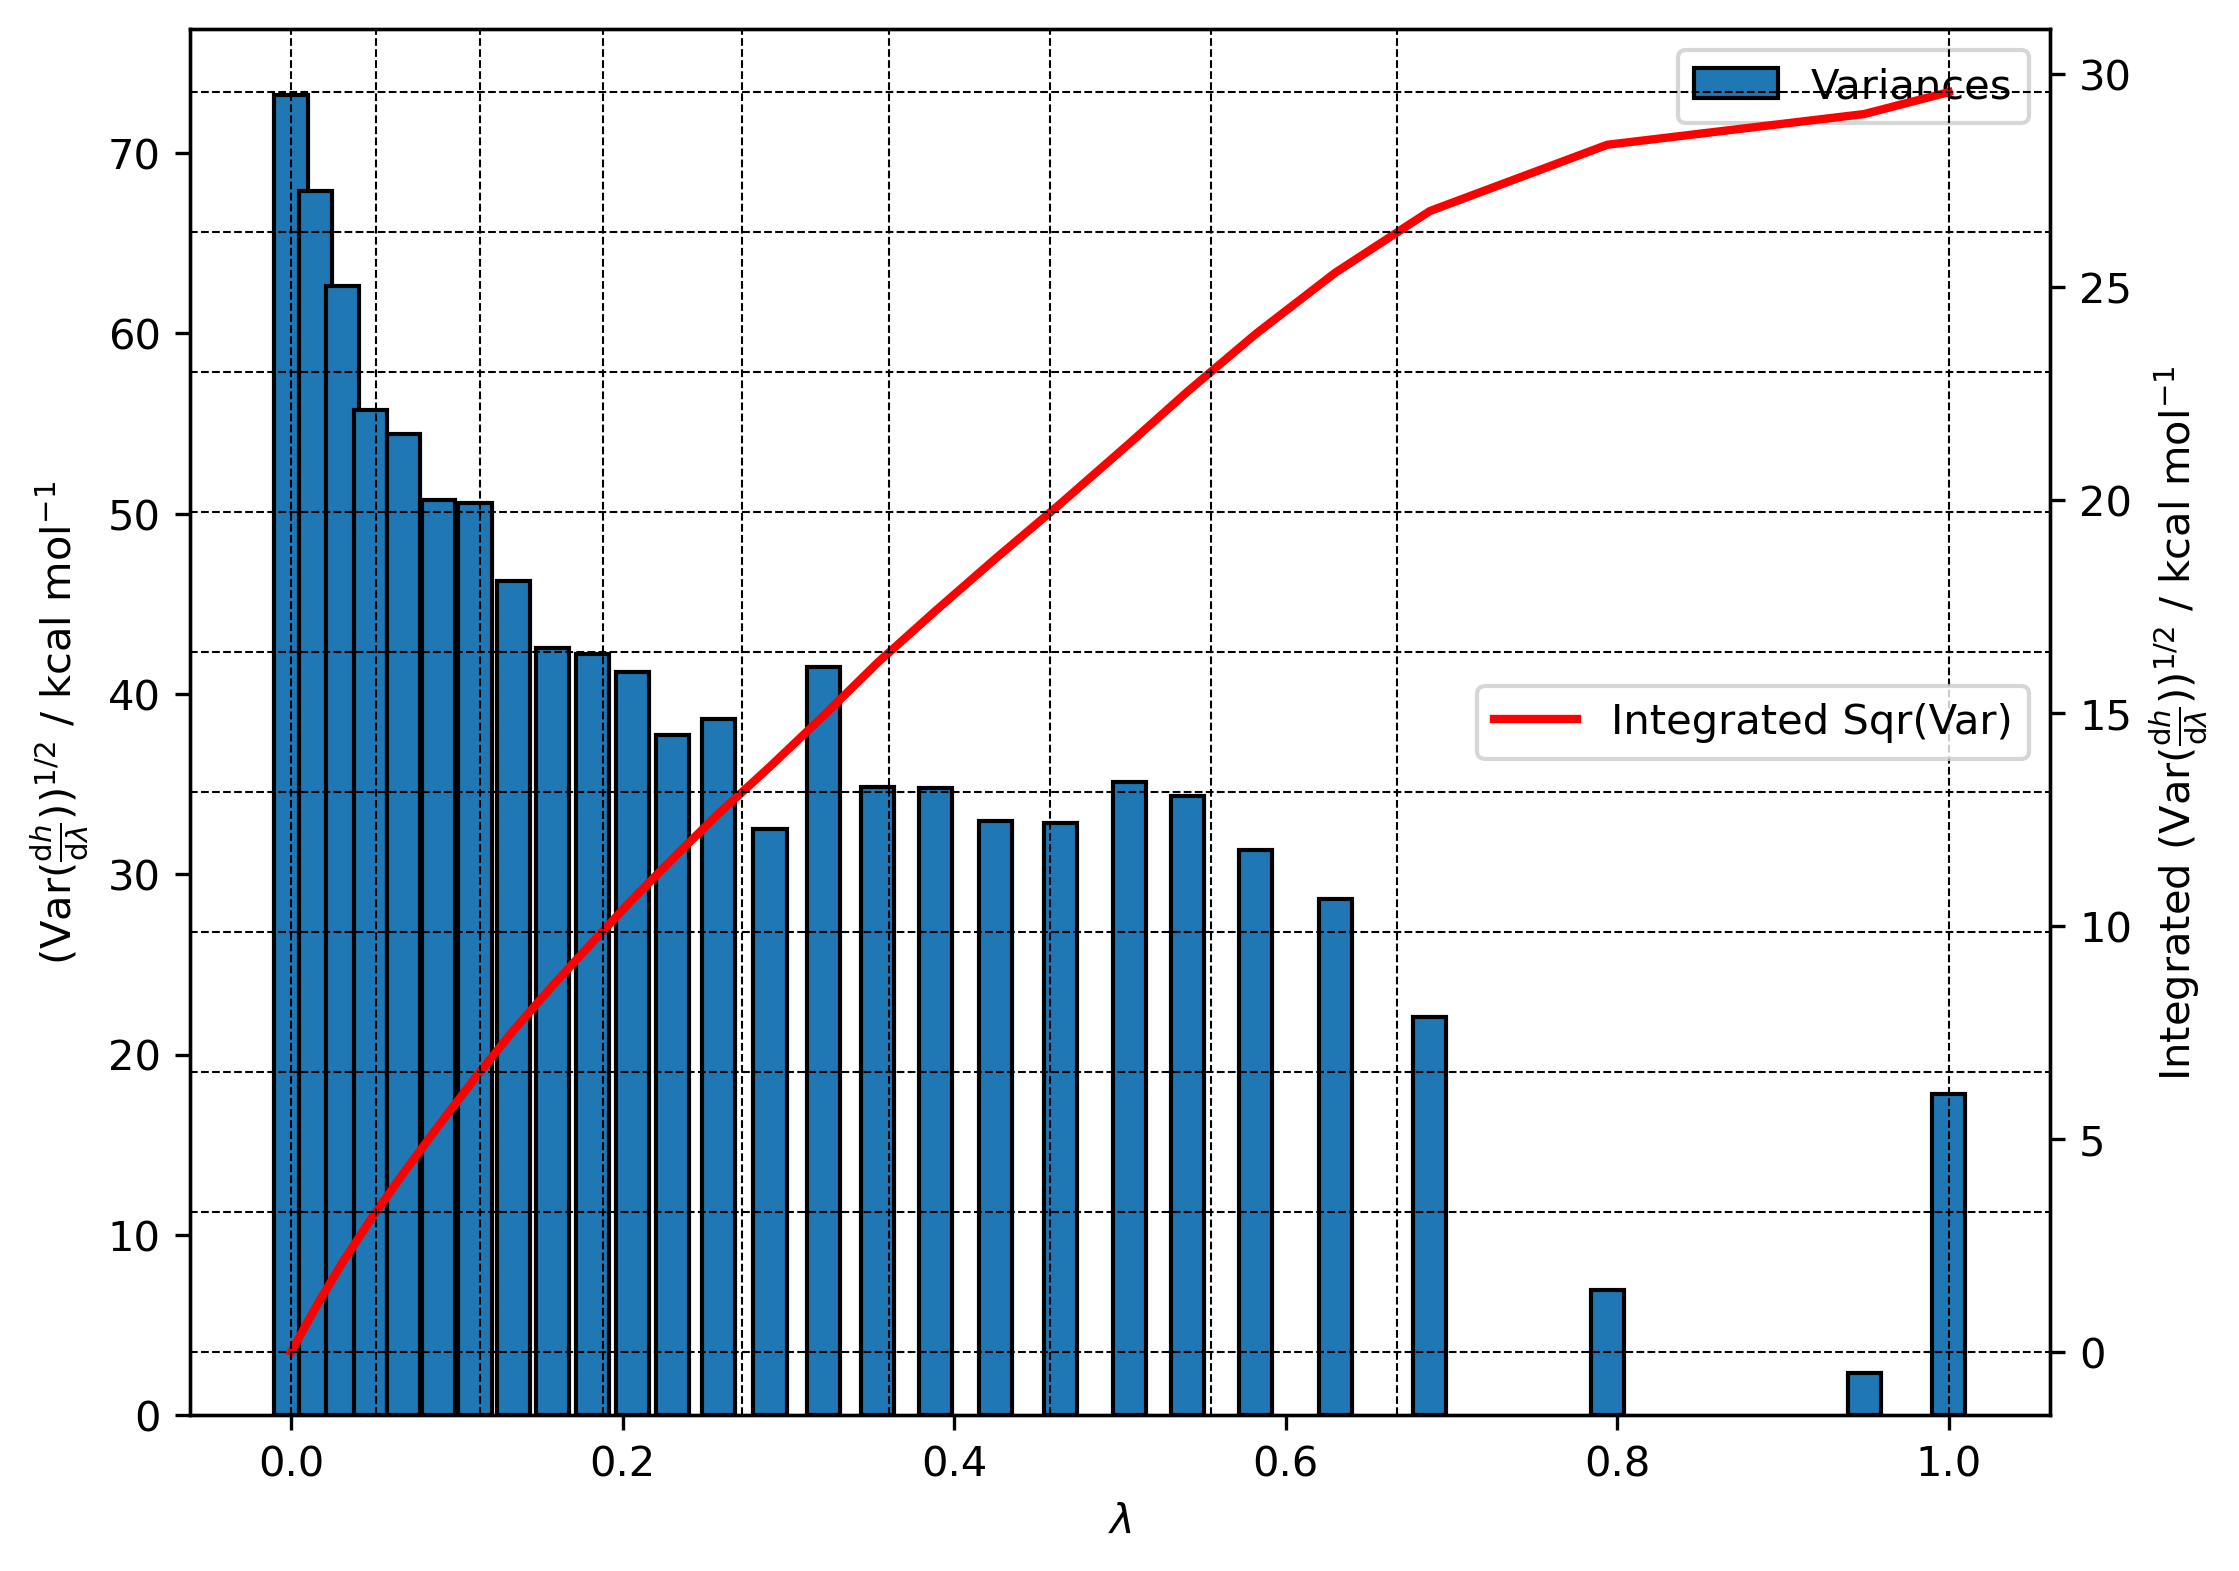 Variances
Integrated Sqr(Var)
(Var(dh/dλ))^1/2 / kcal mol^−1
70
60
50
40
30
20
10
0
30
25
20
15
10
5
0
Integrated (Var(dh/dλ))^1/2 / kcal mol^−1
0.0 0.2 0.4 0.6 0.8 1.0
λ